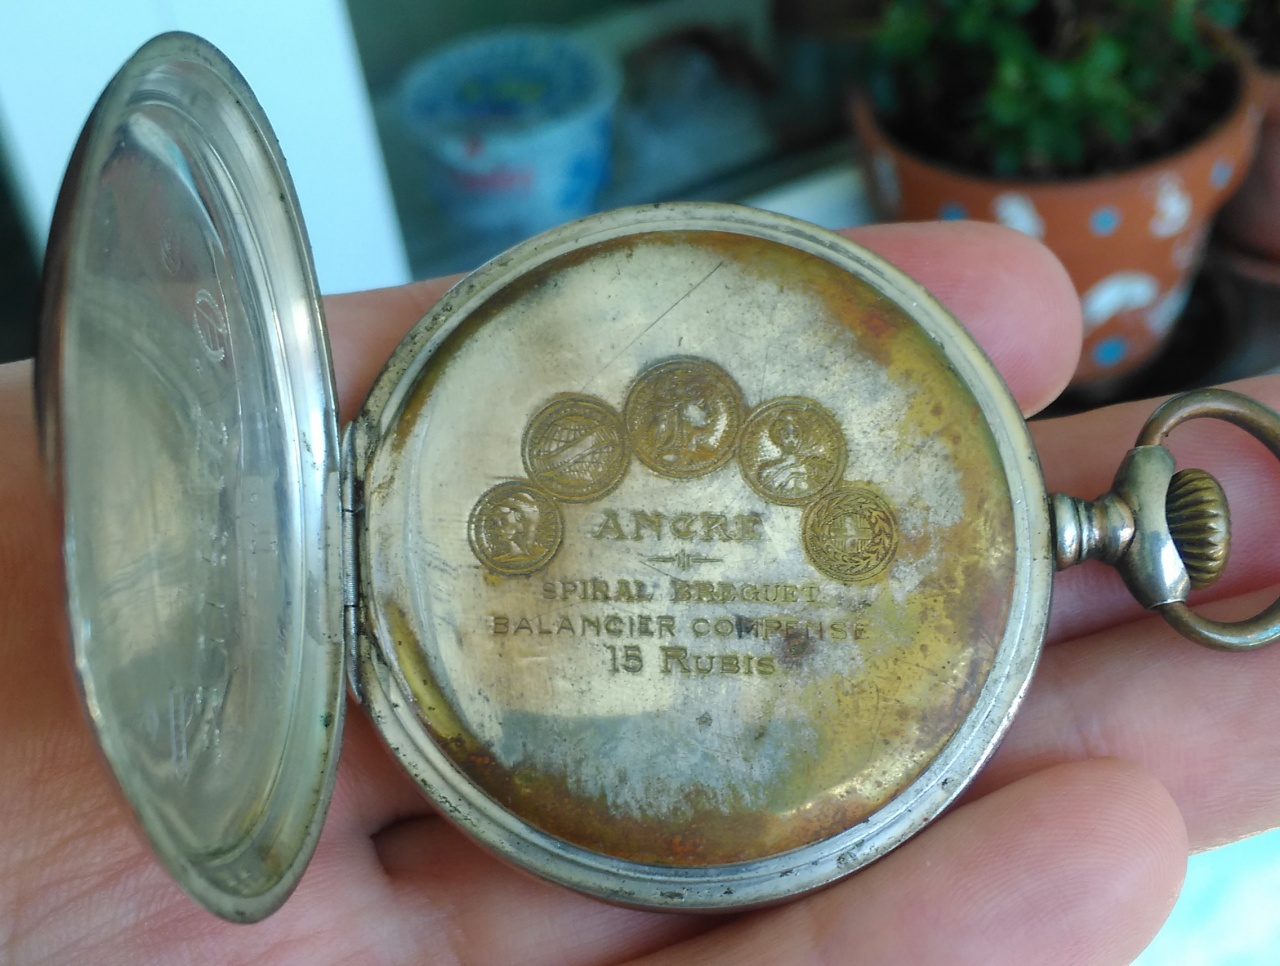 ANCRE
SPIRAL BREGUET
BALANCIER COMPENSE
15 RUBIS